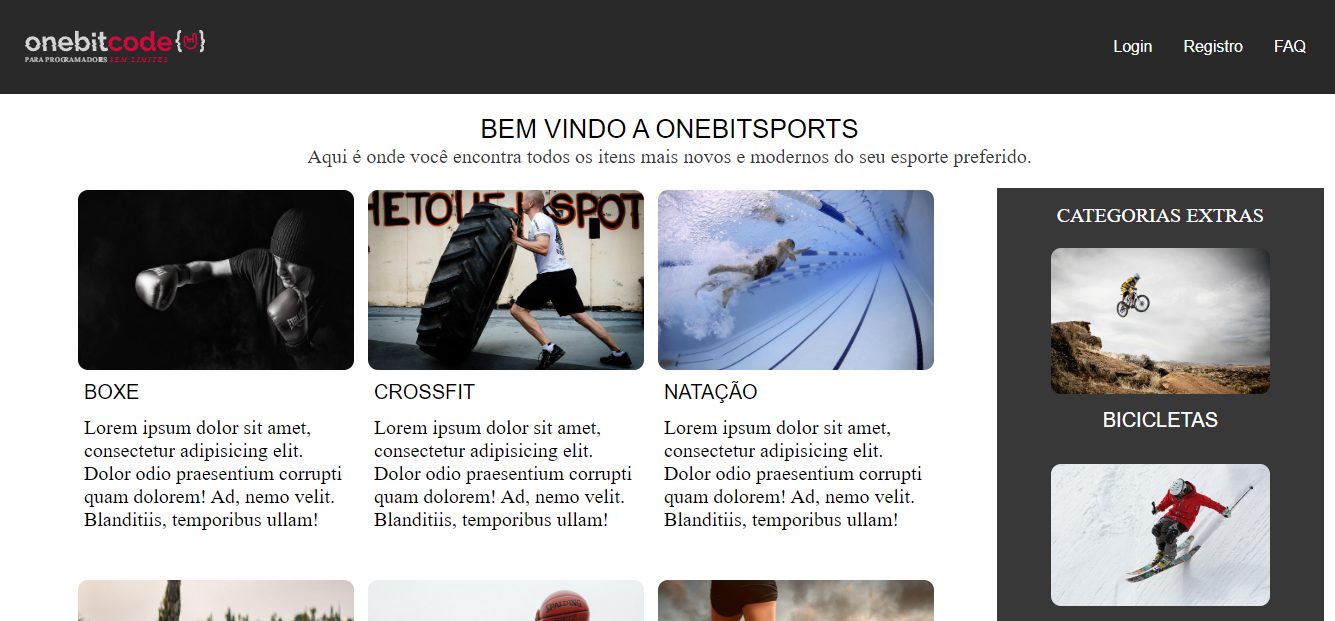 onebitcode{}
PARA PROGRAMADORES SEM LIMITES
Login
Registro
FAQ
BEM VINDO A ONEBITSPORTS
Aqui é onde você encontra todos os itens mais novos e modernos do seu esporte preferido.
HETOUF SPOT
BOXE
Lorem ipsum dolor sit amet,
consectetur adipisicing elit.
Dolor odio praesentium corrupti
quam dolorem! Ad, nemo velit.
Blanditiis, temporibus ullam!
CROSSFIT
Lorem ipsum dolor sit amet,
consectetur adipisicing elit.
Dolor odio praesentium corrupti
quam dolorem! Ad, nemo velit.
Blanditiis, temporibus ullam!
NATAÇÃO
Lorem ipsum dolor sit amet,
consectetur adipisicing elit.
Dolor odio praesentium corrupti
quam dolorem! Ad, nemo velit.
Blanditiis, temporibus ullam!
SPALDING
CATEGORIAS EXTRAS
BICICLETAS